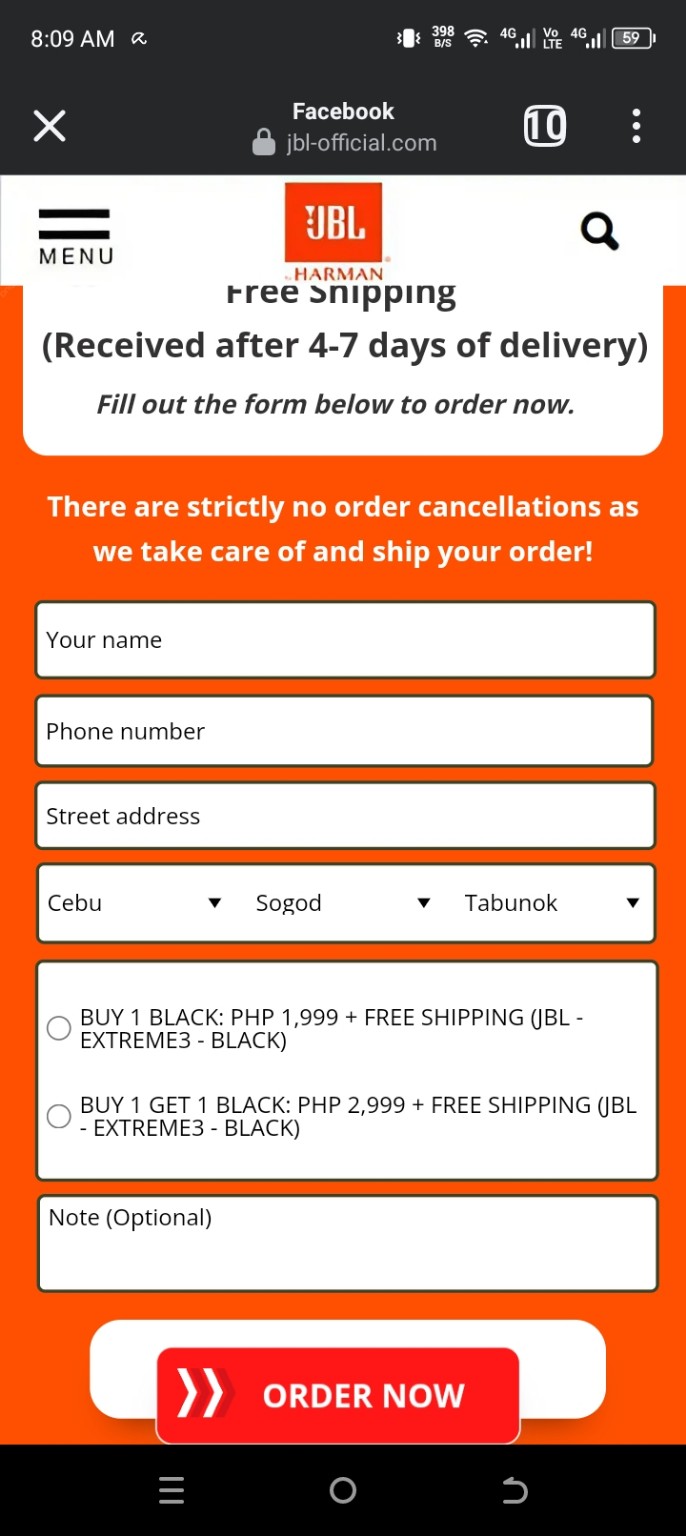 8:09 AM
398
B/S
4G
Vo
LTE
4G
59
Facebook
10
jbl-official.com
MENU
JBL
by HARMAN
Free Shipping
(Received after 4-7 days of delivery)
Fill out the form below to order now.
There are strictly no order cancellations as
we take care of and ship your order!
Your name
Phone number
Street address
Cebu Sogod Tabunok
BUY 1 BLACK: PHP 1,999 + FREE SHIPPING (JBL -
EXTREME3 - BLACK)
BUY 1 GET 1 BLACK: PHP 2,999 + FREE SHIPPING (JBL
- EXTREME3 - BLACK)
Note (Optional)
ORDER NOW